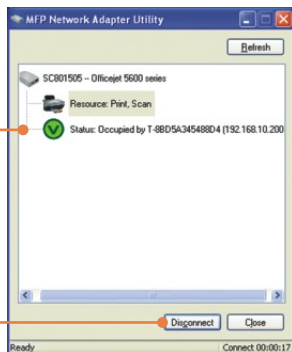 MFP Network Adapter Utility
Refresh
SC801505 -- Officejet 5600 series
Resource: Print, Scan
Status: Occupied by T-8BD5A345488D4 (192.168.10.200
Disconnect
Close
Ready
Connect 00:00:17